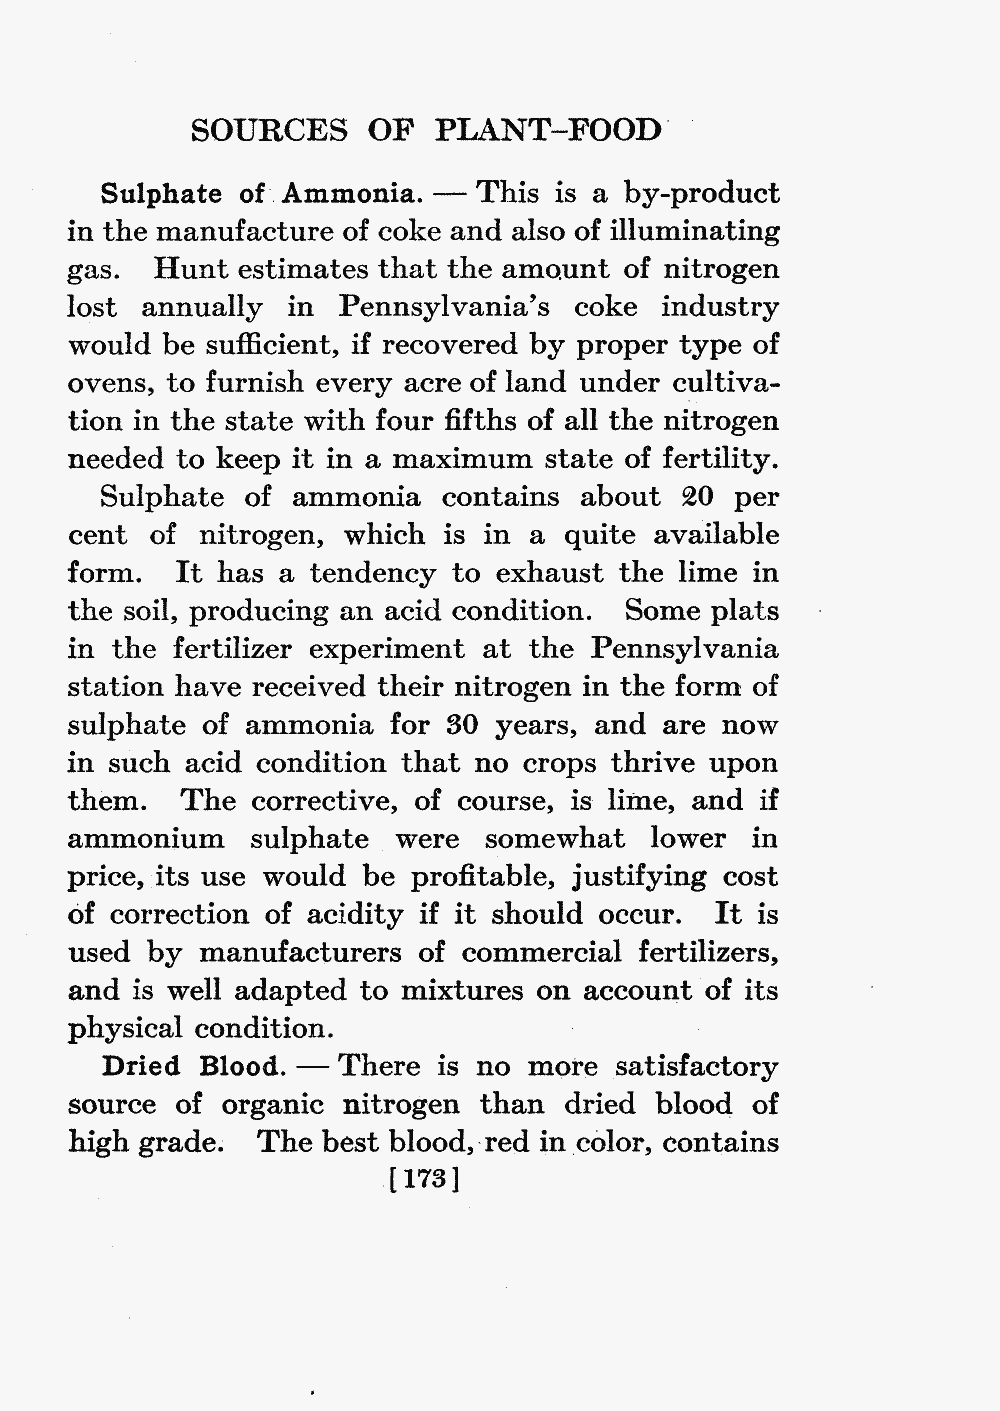 SOURCES OF PLANT-FOOD
Sulphate of Ammonia. — This is a by-product
in the manufacture of coke and also of illuminating
gas. Hunt estimates that the amount of nitrogen
lost annually in Pennsylvania's coke industry
would be sufficient, if recovered by proper type of
ovens, to furnish every acre of land under cultiva-
tion in the state with four fifths of all the nitrogen
needed to keep it in a maximum state of fertility.
Sulphate of ammonia contains about 20 per
cent of nitrogen, which is in a quite available
form. It has a tendency to exhaust the lime in
the soil, producing an acid condition. Some plats
in the fertilizer experiment at the Pennsylvania
station have received their nitrogen in the form of
sulphate of ammonia for 30 years, and are now
in such acid condition that no crops thrive upon
them. The corrective, of course, is lime, and if
ammonium sulphate were somewhat lower in
price, its use would be profitable, justifying cost
of correction of acidity if it should occur. It is
used by manufacturers of commercial fertilizers,
and is well adapted to mixtures on account of its
physical condition.
Dried Blood. — There is no more satisfactory
source of organic nitrogen than dried blood of
high grade. The best blood, red in color, contains
[173]